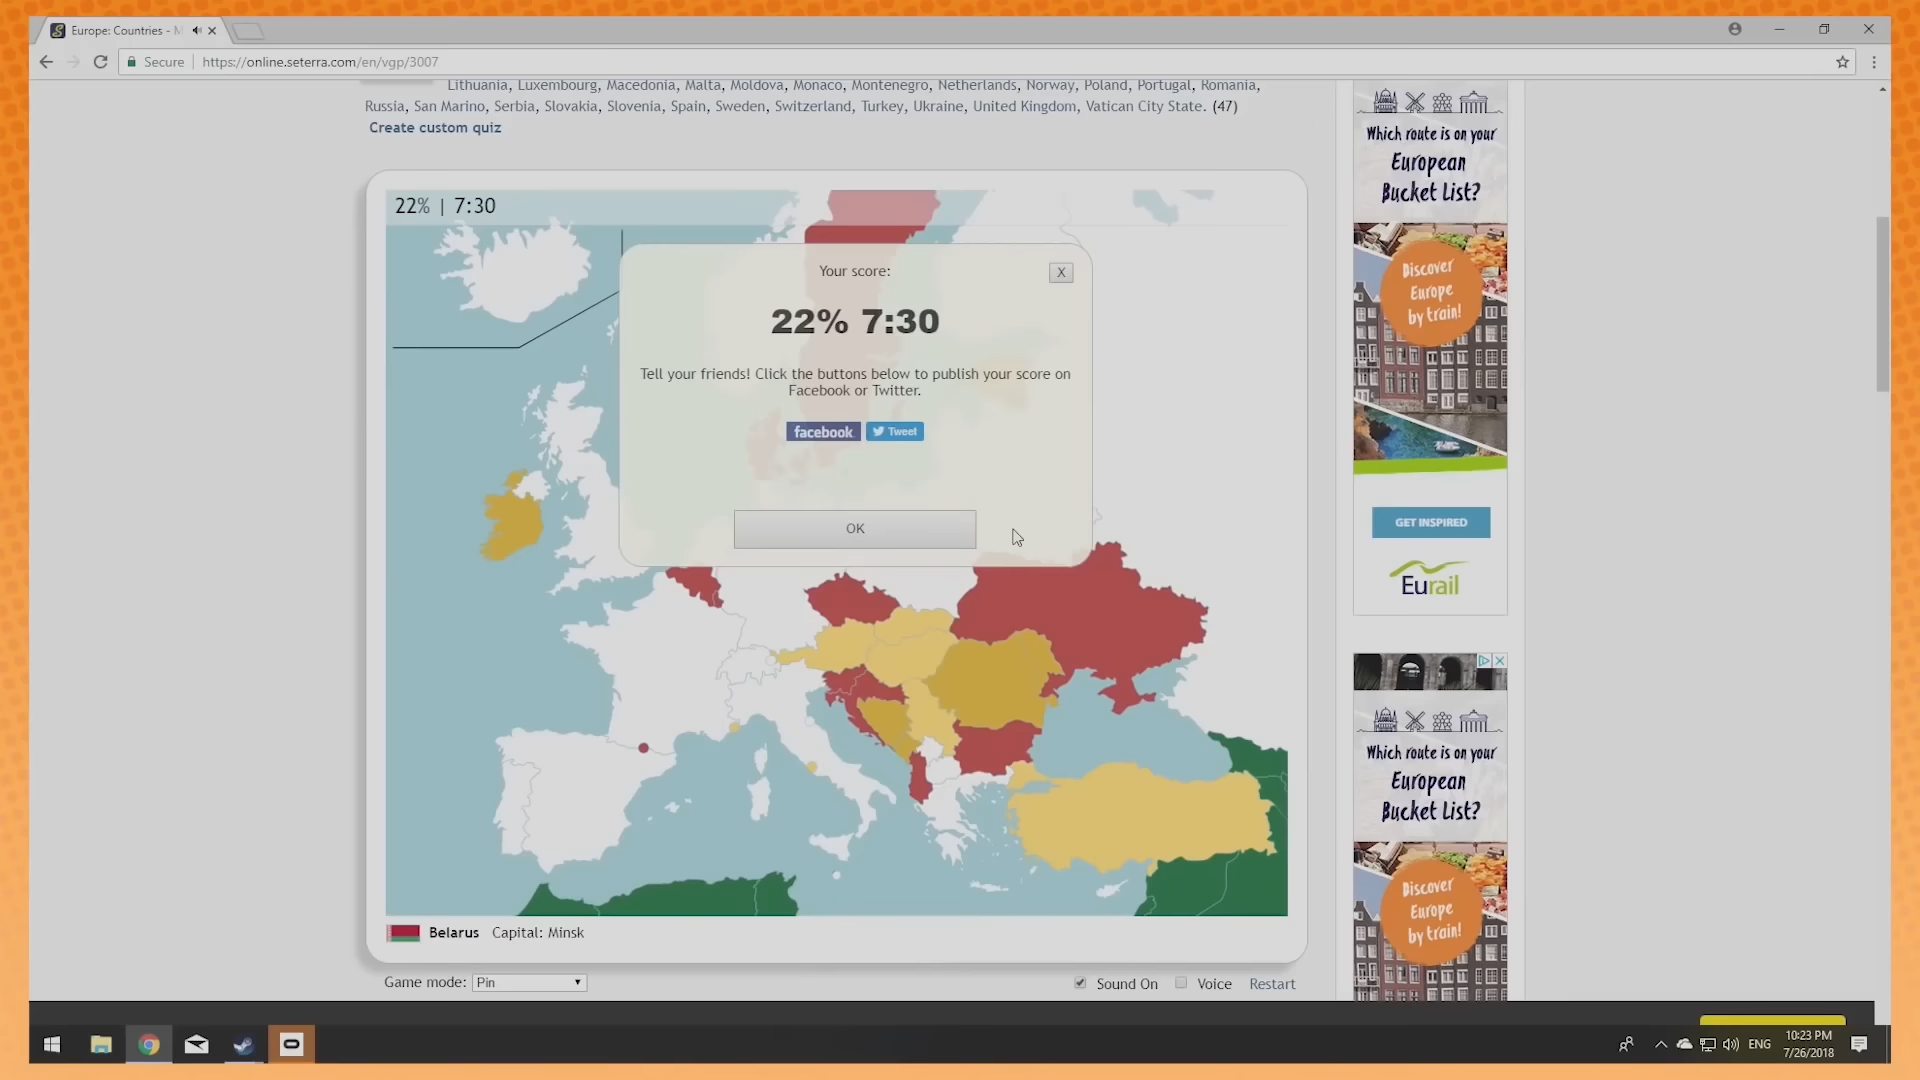 Europe: Countries - M
Secure
https://online.seterra.com/en/vgp/3007
Lithuania, Luxembourg, Macedonia, Malta, Moldova, Monaco, Montenegro, Netherlands, Norway, Poland, Portugal, Romania,
Russia, San Marino, Serbia, Slovakia, Slovenia, Spain, Sweden, Switzerland, Turkey, Ukraine, United Kingdom, Vatican City State. (47)
Create custom quiz
22% | 7:30
Your score:
X
22% 7:30
Tell your friends! Click the buttons below to publish your score on
Facebook or Twitter.
facebook
Tweet
OK
Belarus Capital: Minsk
Game mode: Pin
Sound On
Voice
Restart
Which route is on your
European
Bucket List?
Discover
Europe
by train!
GET INSPIRED
Eurail
Which route is on your
European
Bucket List?
Discover
Europe
by train!
ENG
10:23 PM
7/26/2018